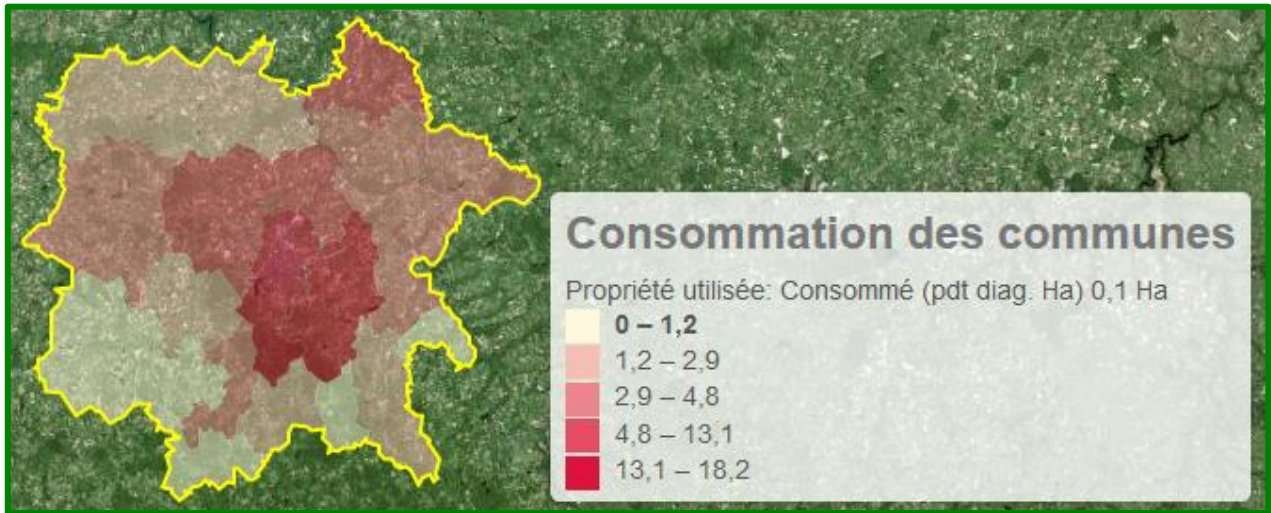 Consommation des communes
Propriété utilisée: Consommé (pdt diag. Ha) 0,1 Ha
0 – 1,2
1,2 – 2,9
2,9 – 4,8
4,8 – 13,1
13,1 – 18,2